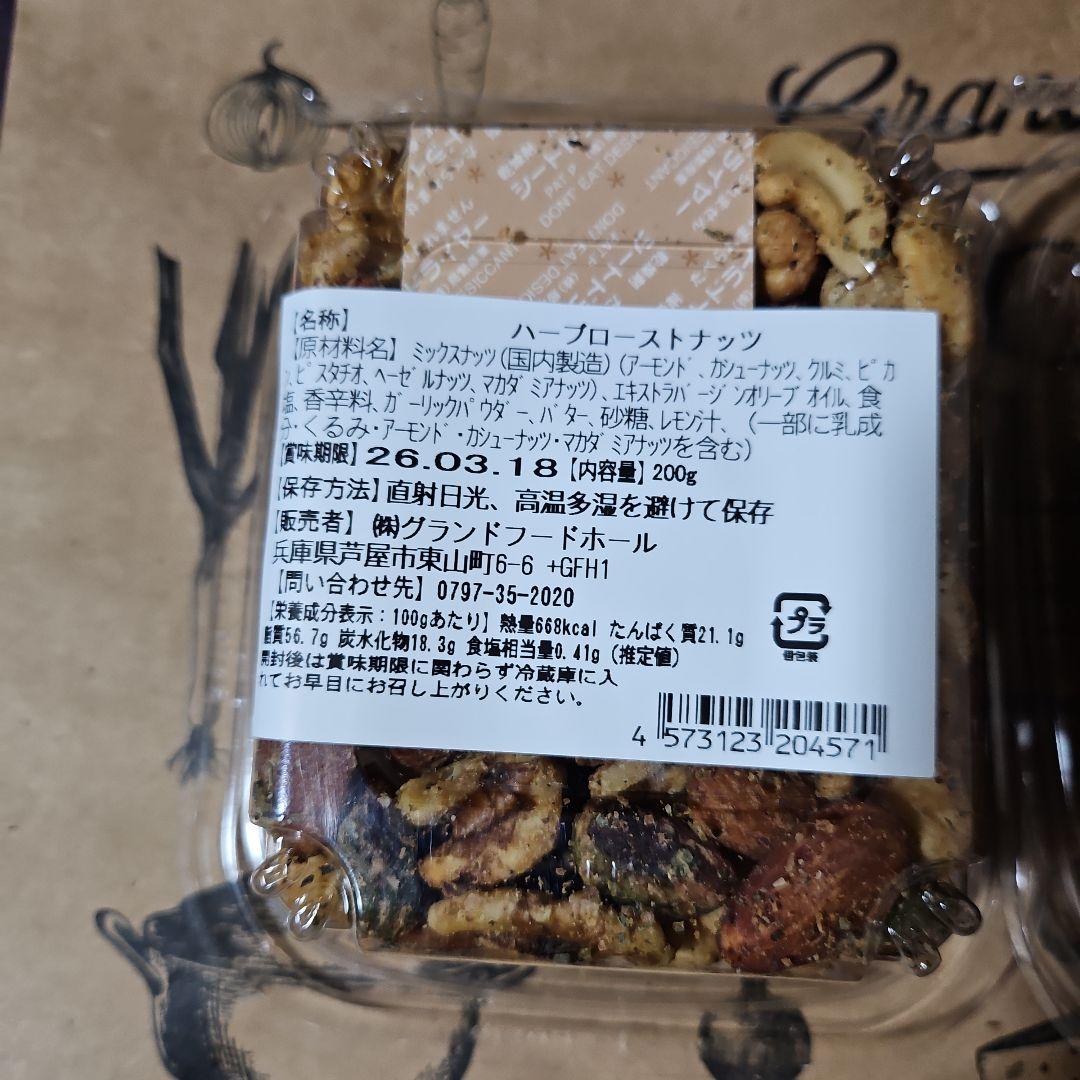 Gran
シート
DONT EAT
DESICCANT
【名称】 ハーブローストナッツ
【原材料名】 ミックスナッツ(国内製造)(アーモンド、カシューナッツ、クルミ、ピカ
、ピスタチオ、ヘーゼルナッツ、マカダミアナッツ)、エキストラバージンオリーブオイル、食
塩、香辛料、ガーリックパウダー、バター、砂糖、レモン汁、(一部に乳成
分・くるみ・アーモンド・カシューナッツ・マカダミアナッツを含む)
【賞味期限】26.03.18【内容量】200g
【保存方法】直射日光、高温多湿を避けて保存
【販売者】 ㈱グランドフードホール
兵庫県芦屋市東山町6-6 +GFH1
【問い合わせ先】0797-35-2020
【栄養成分表示:100gあたり】熱量668kcal たんぱく質21.1g
脂質56.7g 炭水化物18.3g 食塩相当量0.41g (推定値)
開封後は賞味期限に関わらず冷蔵庫に入
れてお早目にお召し上がりください。
プラ
個包装
4 573123 204571